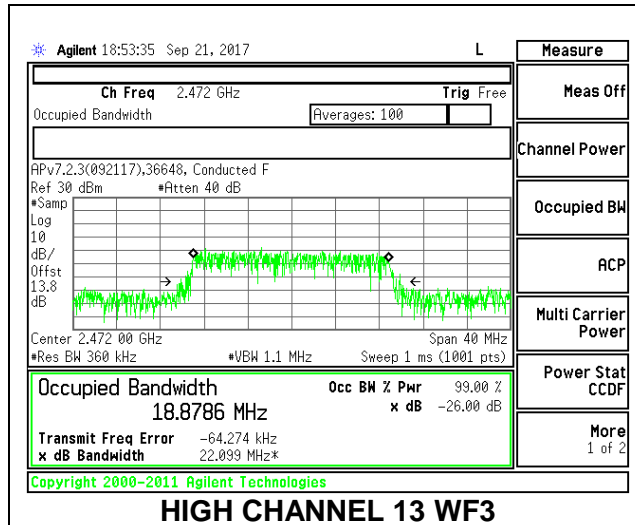 Agilent 18:53:35 Sep 21, 2017 L
Measure
Ch Freq 2.472 GHz Trig Free
Meas Off
Occupied Bandwidth Averages: 100
Channel Power
APv7.2.3(092117),36648, Conducted F
Ref 30 dBm #Atten 40 dB
#Samp
Log
10
dB/
Offst
13.8
dB
Occupied BW
ACP
Multi Carrier
Power
Center 2.472 00 GHz Span 40 MHz
#Res BW 360 kHz #VBW 1.1 MHz Sweep 1 ms (1001 pts)
Power Stat
CCDF
Occupied Bandwidth Occ BW % Pwr 99.00 %
18.8786 MHz x dB -26.00 dB
Transmit Freq Error -64.274 kHz
x dB Bandwidth 22.099 MHz*
More
1 of 2
Copyright 2000-2011 Agilent Technologies
HIGH CHANNEL 13 WF3